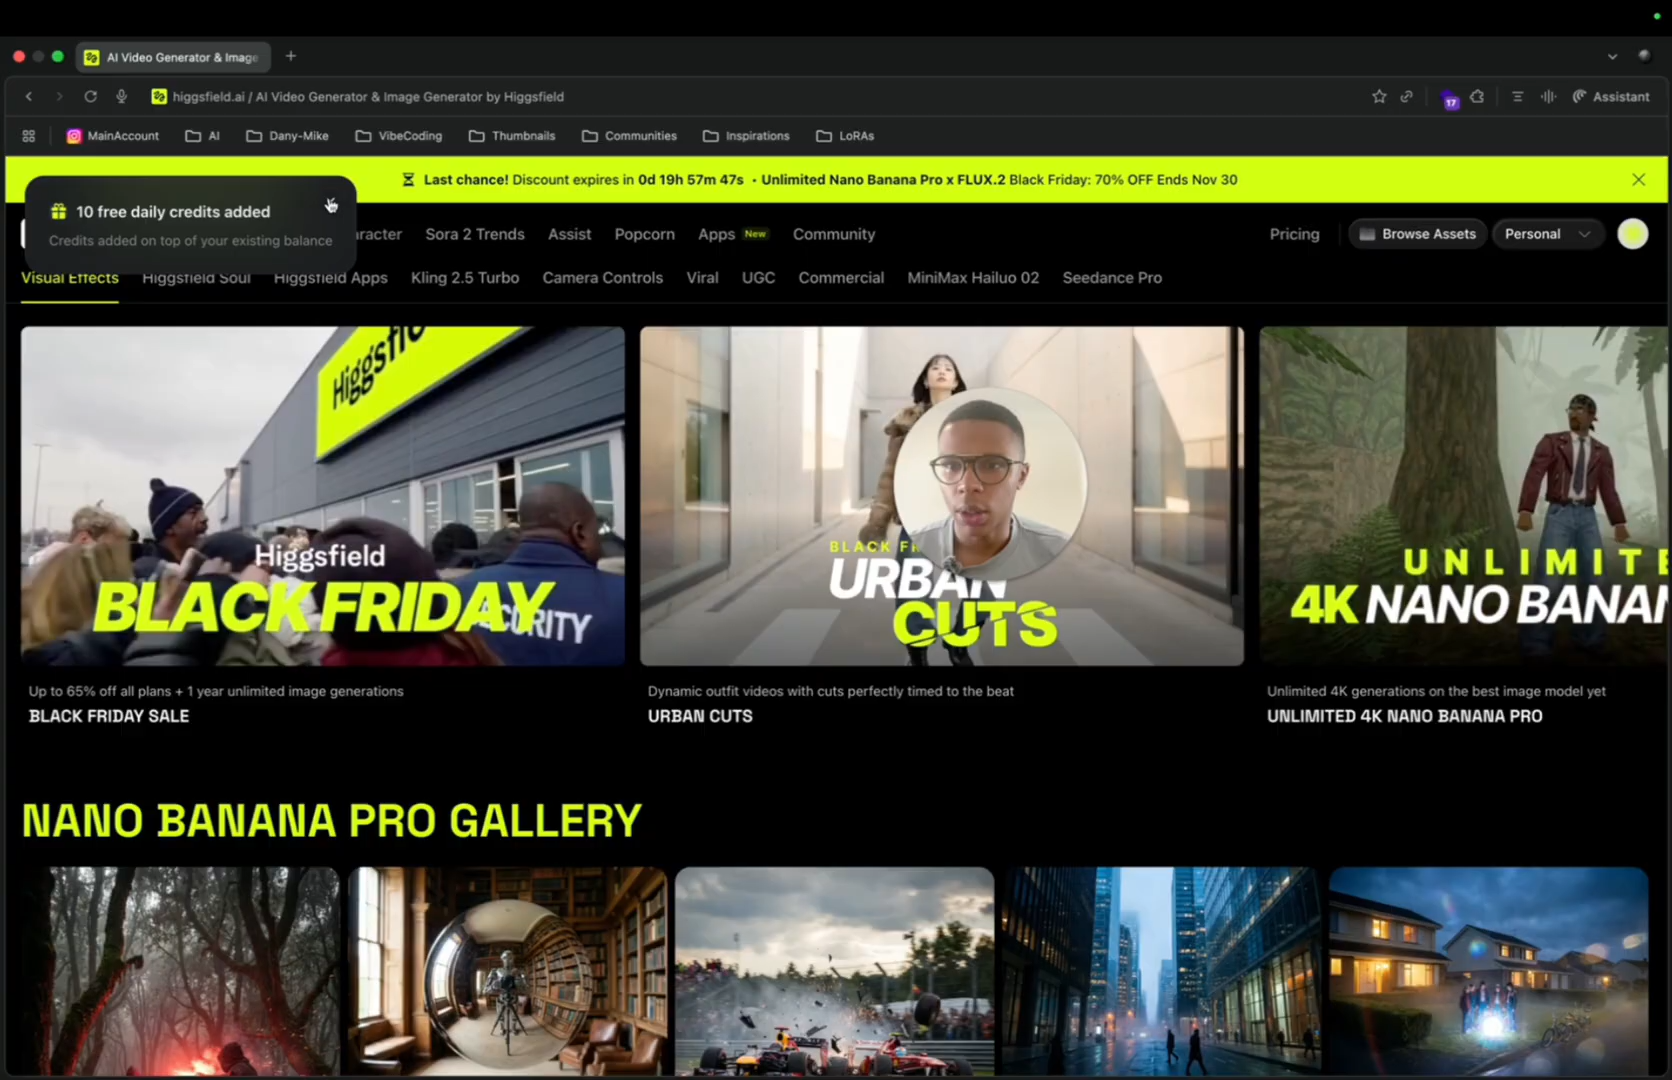 AI Video Generator & Image
higgsfield.ai / AI Video Generator & Image Generator by Higgsfield
17
Assistant
MainAccount
AI
Dany-Mike
VibeCoding
Thumbnails
Communities
Inspirations
LoRAs
Last chance! Discount expires in 0d 19h 57m 47s • Unlimited Nano Banana Pro x FLUX.2 Black Friday: 70% OFF Ends Nov 30
10 free daily credits added
Credits added on top of your existing balance
aracter
Sora 2 Trends
Assist
Popcorn
Apps New
Community
Pricing
Browse Assets
Personal
Visual Effects
Higgsfield Soul
Higgsfield Apps
Kling 2.5 Turbo
Camera Controls
Viral
UGC
Commercial
MiniMax Hailuo 02
Seedance Pro
Higgsfie
Higgsfield
BLACK FRIDAY
Up to 65% off all plans + 1 year unlimited image generations
BLACK FRIDAY SALE
BLACK FR
URBAN
CUTS
Dynamic outfit videos with cuts perfectly timed to the beat
URBAN CUTS
UNLIMITE
4K NANO BANAN
Unlimited 4K generations on the best image model yet
UNLIMITED 4K NANO BANANA PRO
NANO BANANA PRO GALLERY